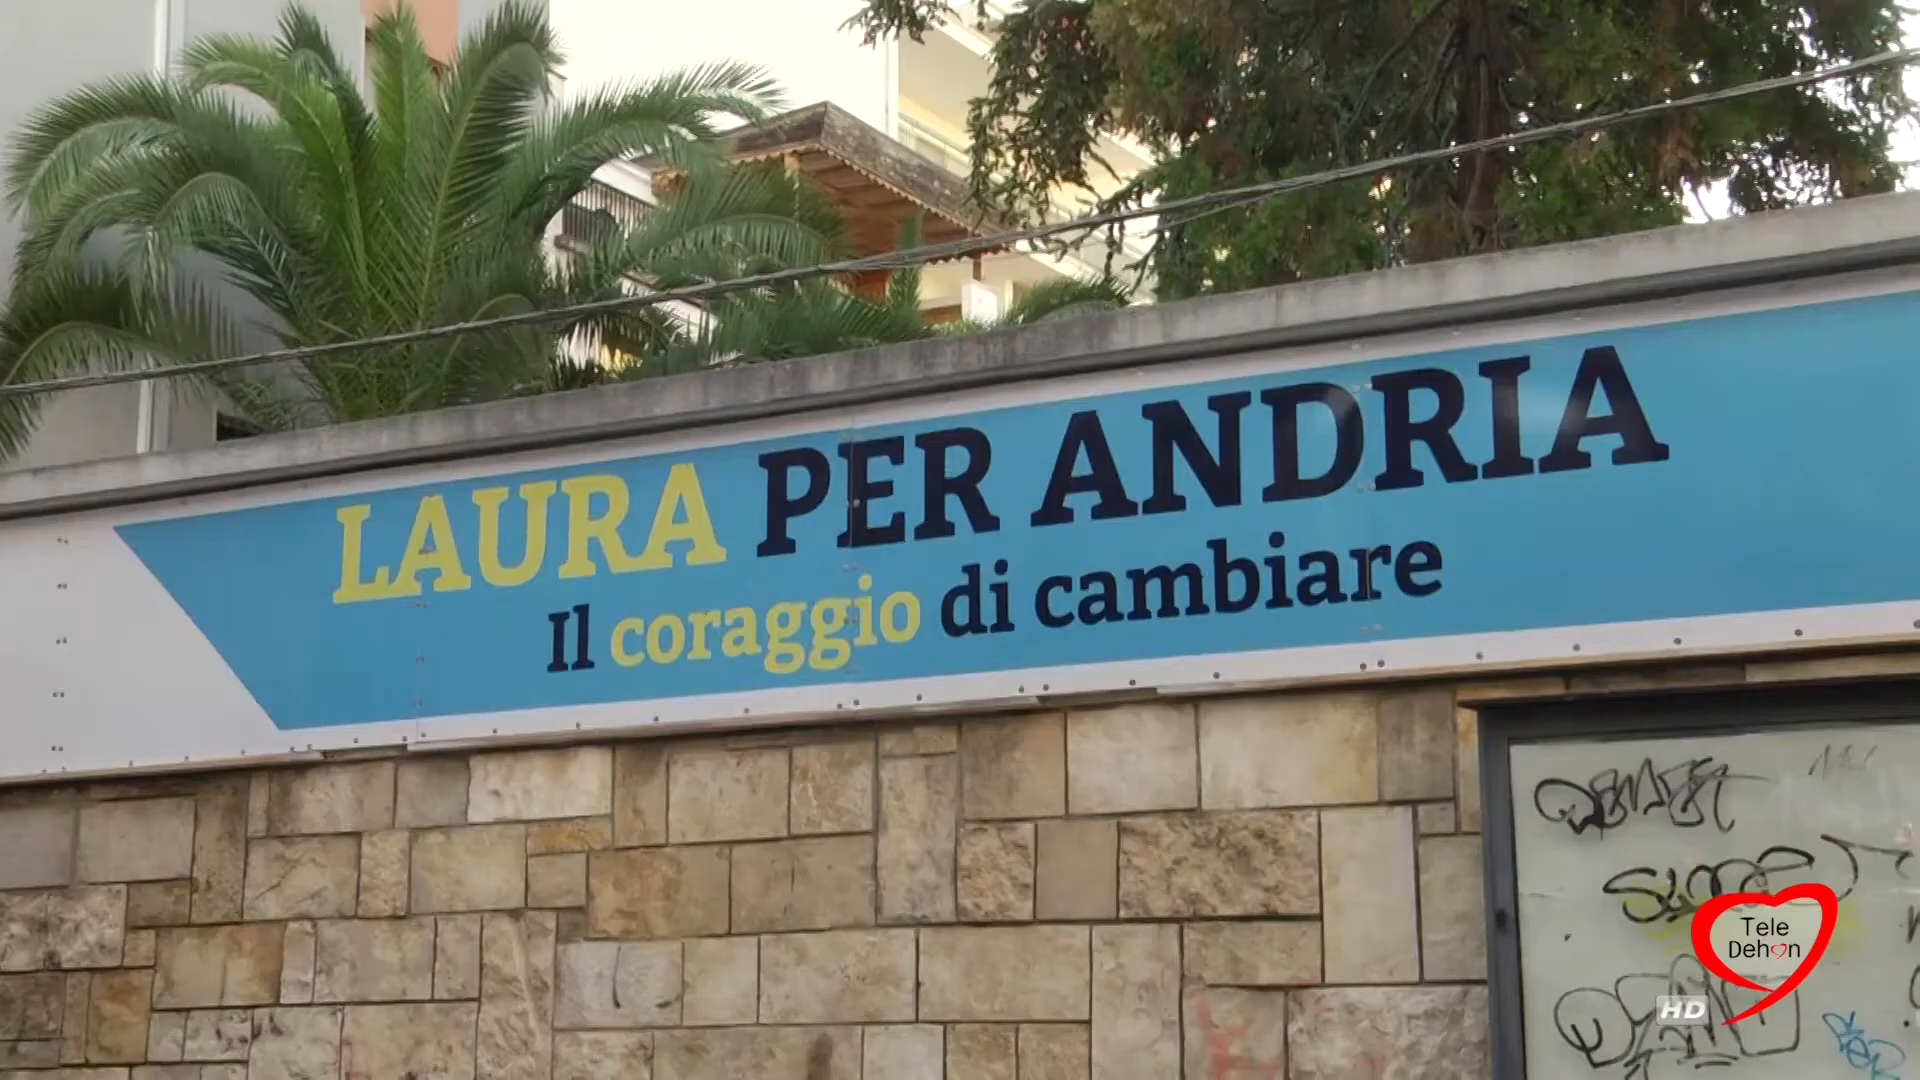 LAURA PER ANDRIA
Il coraggio di cambiare
Tele
Dehon
HD